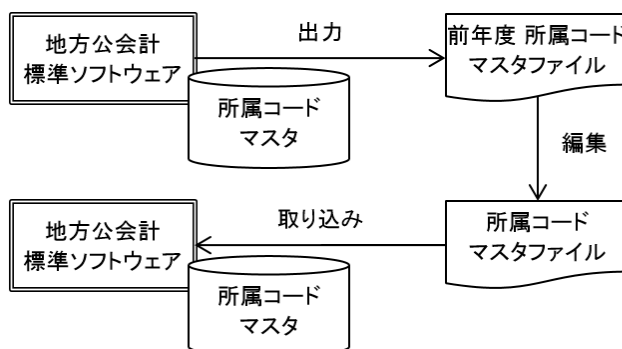 地方公会計
標準ソフトウェア
出力
前年度 所属コード
マスタファイル
所属コード
マスタ
編集
地方公会計
標準ソフトウェア
取り込み
所属コード
マスタファイル
所属コード
マスタ